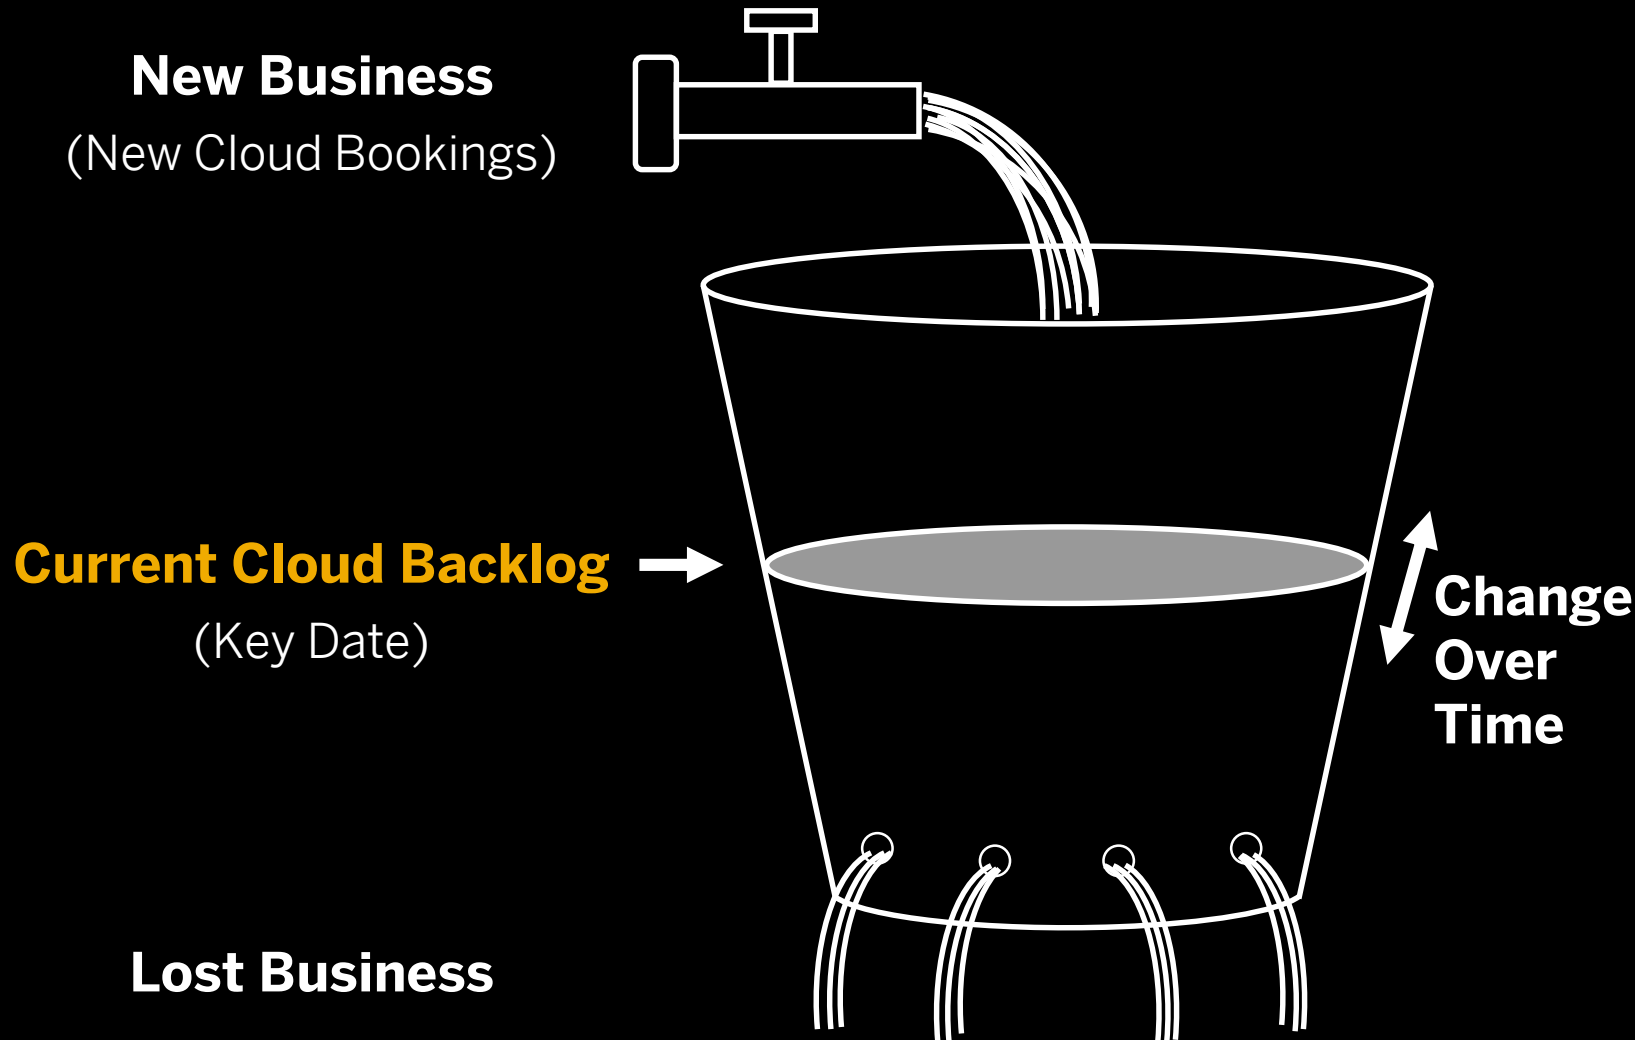 New Business
(New Cloud Bookings)
Current Cloud Backlog
(Key Date)
Change
Over
Time
Lost Business